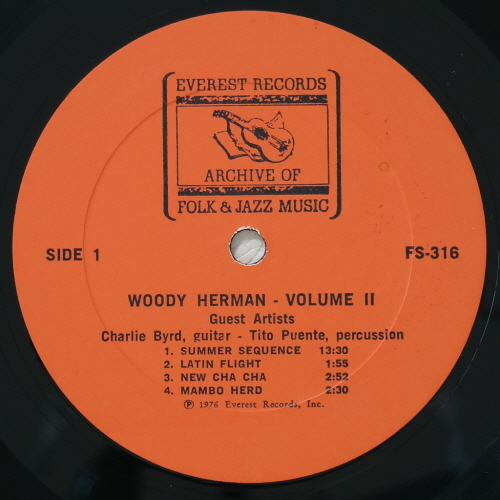 EVEREST RECORDS
ARCHIVE OF
FOLK & JAZZ MUSIC
SIDE 1
FS-316
WOODY HERMAN - VOLUME II
Guest Artists
Charlie Byrd, guitar - Tito Puente, percussion
1. SUMMER SEQUENCE 13:30
2. LATIN FLIGHT 1:55
3. NEW CHA CHA 2:52
4. MAMBO HERD 2:30
℗ 1976 Everest Records, Inc.